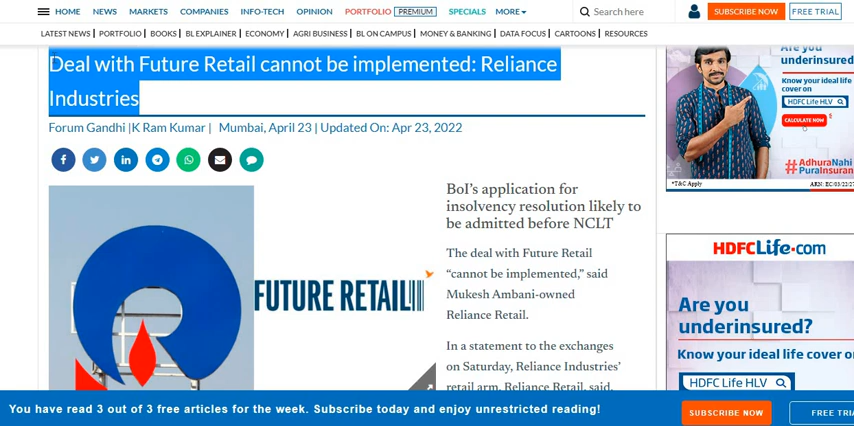 HOME NEWS MARKETS COMPANIES INFO-TECH OPINION PORTFOLIO PREMIUM SPECIALS MORE Search here SUBSCRIBE NOW FREE TRIAL
LATEST NEWS | PORTFOLIO | BOOKS | BL EXPLAINER | ECONOMY | AGRI BUSINESS | BL ON CAMPUS | MONEY & BANKING | DATA FOCUS | CARTOONS | RESOURCES
Deal with Future Retail cannot be implemented: Reliance
Industries
Forum Gandhi |K Ram Kumar | Mumbai, April 23 | Updated On: Apr 23, 2022
FUTURE RETAIL
BoI's application for
insolvency resolution likely to
be admitted before NCLT
The deal with Future Retail
“cannot be implemented,” said
Mukesh Ambani-owned
Reliance Retail.
In a statement to the exchanges
on Saturday, Reliance Industries’
retail arm, Reliance Retail, said,
Are you
underinsured
Know your ideal life
cover on
HDFC Life HLV
CALCULATE NOW
#AdhuraNahi
PuraInsuran
*T&C Apply
HDFC Life.com
Are you
underinsured?
Know your ideal life cover o
HDFC Life HLV
You have read 3 out of 3 free articles for the week. Subscribe today and enjoy unrestricted reading!
SUBSCRIBE NOW
FREE TRIA